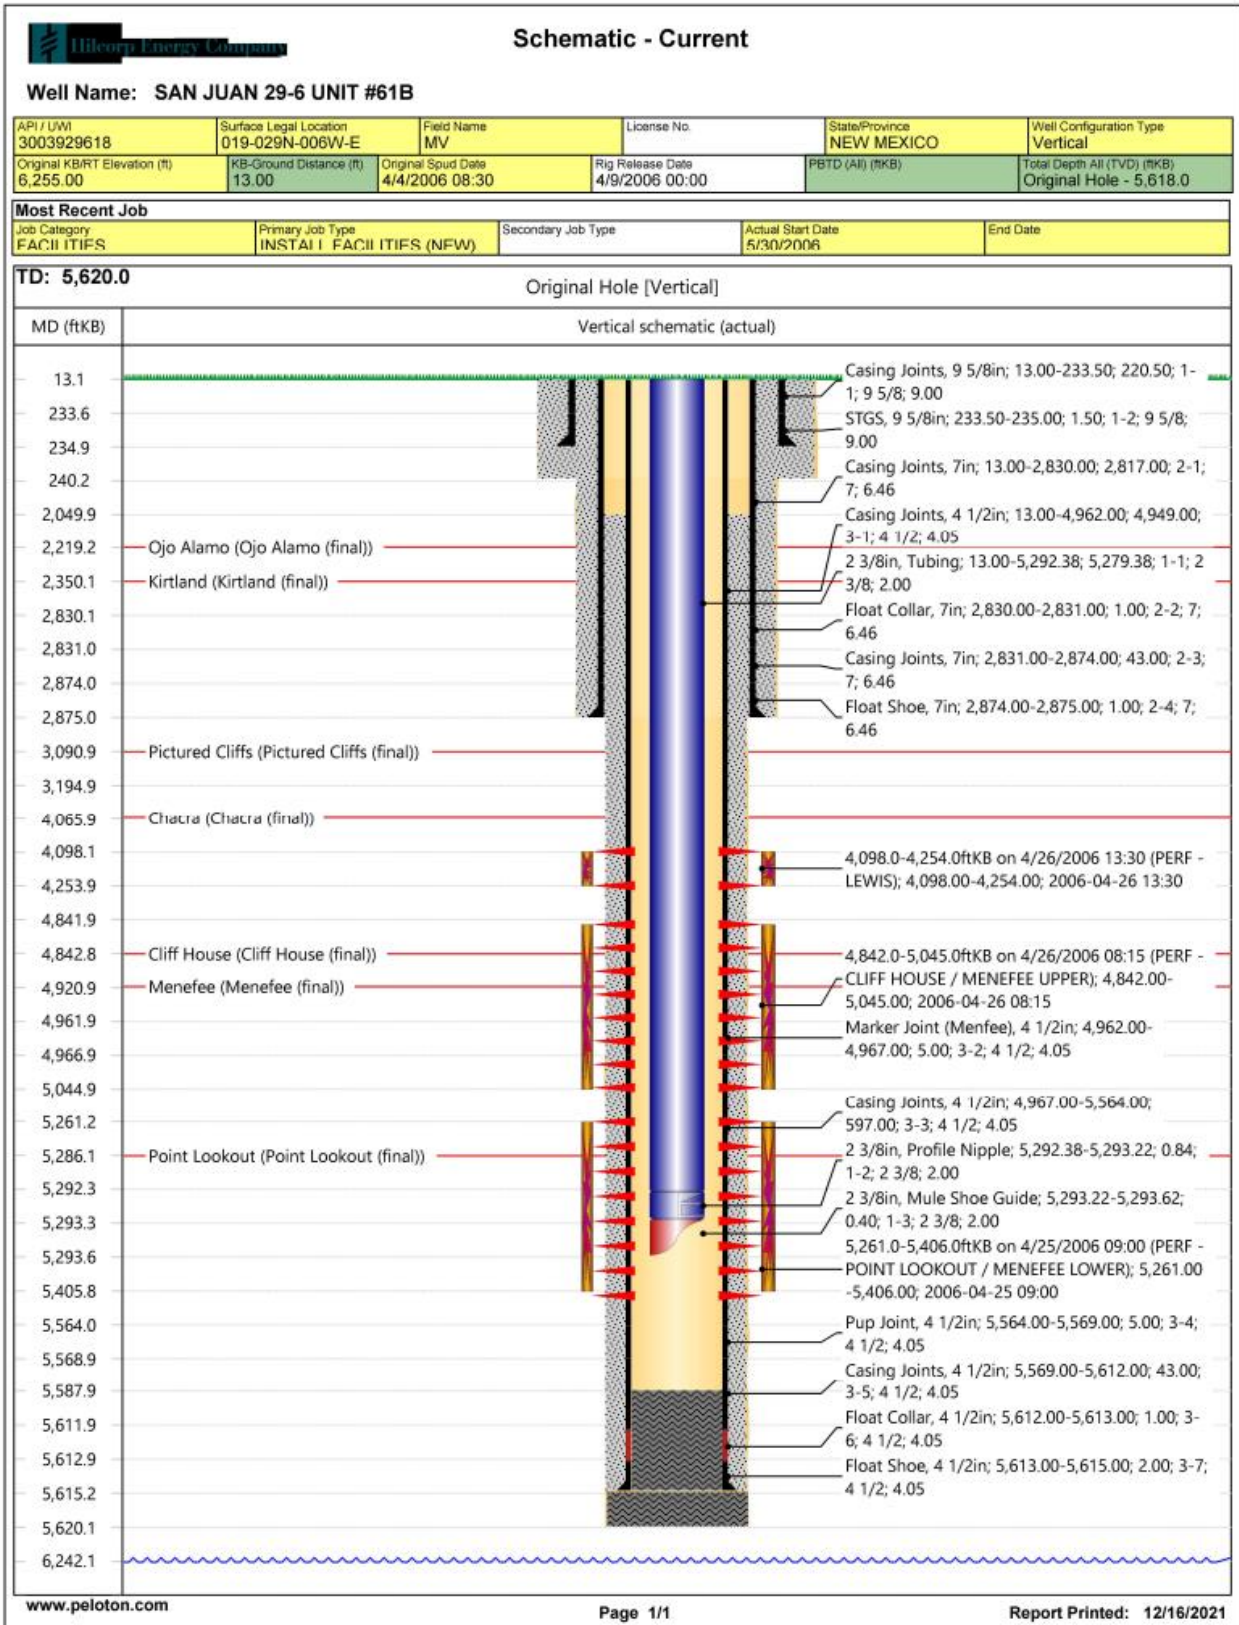 Hilcorp Energy Company
Schematic - Current
Well Name: SAN JUAN 29-6 UNIT #61B
API / UWI
3003929618
Surface Legal Location
019-029N-006W-E
Field Name
MV
License No.
State/Province
NEW MEXICO
Well Configuration Type
Vertical
Original KB/RT Elevation (ft)
6,255.00
KB-Ground Distance (ft)
13.00
Original Spud Date
4/4/2006 08:30
Rig Release Date
4/9/2006 00:00
PBTD (All) (ftKB)
Total Depth All (TVD) (ftKB)
Original Hole - 5,618.0
Most Recent Job
Job Category
FACILITIES
Primary Job Type
INSTALL FACILITIES (NEW)
Secondary Job Type
Actual Start Date
5/30/2006
End Date
TD: 5,620.0
Original Hole [Vertical]
MD (ftKB)
Vertical schematic (actual)
13.1
233.6
234.9
240.2
2,049.9
2,219.2
2,350.1
2,830.1
2,831.0
2,874.0
2,875.0
3,090.9
3,194.9
4,065.9
4,098.1
4,253.9
4,841.9
4,842.8
4,920.9
4,961.9
4,966.9
5,044.9
5,261.2
5,286.1
5,292.3
5,293.3
5,293.6
5,405.8
5,564.0
5,568.9
5,587.9
5,611.9
5,612.9
5,615.2
5,620.1
6,242.1
Ojo Alamo (Ojo Alamo (final))
Kirtland (Kirtland (final))
Pictured Cliffs (Pictured Cliffs (final))
Chacra (Chacra (final))
Cliff House (Cliff House (final))
Menefee (Menefee (final))
Point Lookout (Point Lookout (final))
Casing Joints, 9 5/8in; 13.00-233.50; 220.50; 1-
1; 9 5/8; 9.00
STGS, 9 5/8in; 233.50-235.00; 1.50; 1-2; 9 5/8;
9.00
Casing Joints, 7in; 13.00-2,830.00; 2,817.00; 2-1;
7; 6.46
Casing Joints, 4 1/2in; 13.00-4,962.00; 4,949.00;
3-1; 4 1/2; 4.05
2 3/8in, Tubing; 13.00-5,292.38; 5,279.38; 1-1; 2
3/8; 2.00
Float Collar, 7in; 2,830.00-2,831.00; 1.00; 2-2; 7;
6.46
Casing Joints, 7in; 2,831.00-2,874.00; 43.00; 2-3;
7; 6.46
Float Shoe, 7in; 2,874.00-2,875.00; 1.00; 2-4; 7;
6.46
4,098.0-4,254.0ftKB on 4/26/2006 13:30 (PERF -
LEWIS); 4,098.00-4,254.00; 2006-04-26 13:30
4,842.0-5,045.0ftKB on 4/26/2006 08:15 (PERF -
CLIFF HOUSE / MENEFEE UPPER); 4,842.00-
5,045.00; 2006-04-26 08:15
Marker Joint (Menfee), 4 1/2in; 4,962.00-
4,967.00; 5.00; 3-2; 4 1/2; 4.05
Casing Joints, 4 1/2in; 4,967.00-5,564.00;
597.00; 3-3; 4 1/2; 4.05
2 3/8in, Profile Nipple; 5,292.38-5,293.22; 0.84;
1-2; 2 3/8; 2.00
2 3/8in, Mule Shoe Guide; 5,293.22-5,293.62;
0.40; 1-3; 2 3/8; 2.00
5,261.0-5,406.0ftKB on 4/25/2006 09:00 (PERF -
POINT LOOKOUT / MENEFEE LOWER); 5,261.00
-5,406.00; 2006-04-25 09:00
Pup Joint, 4 1/2in; 5,564.00-5,569.00; 5.00; 3-4;
4 1/2; 4.05
Casing Joints, 4 1/2in; 5,569.00-5,612.00; 43.00;
3-5; 4 1/2; 4.05
Float Collar, 4 1/2in; 5,612.00-5,613.00; 1.00; 3-
6; 4 1/2; 4.05
Float Shoe, 4 1/2in; 5,613.00-5,615.00; 2.00; 3-7;
4 1/2; 4.05
www.peloton.com
Page 1/1
Report Printed: 12/16/2021